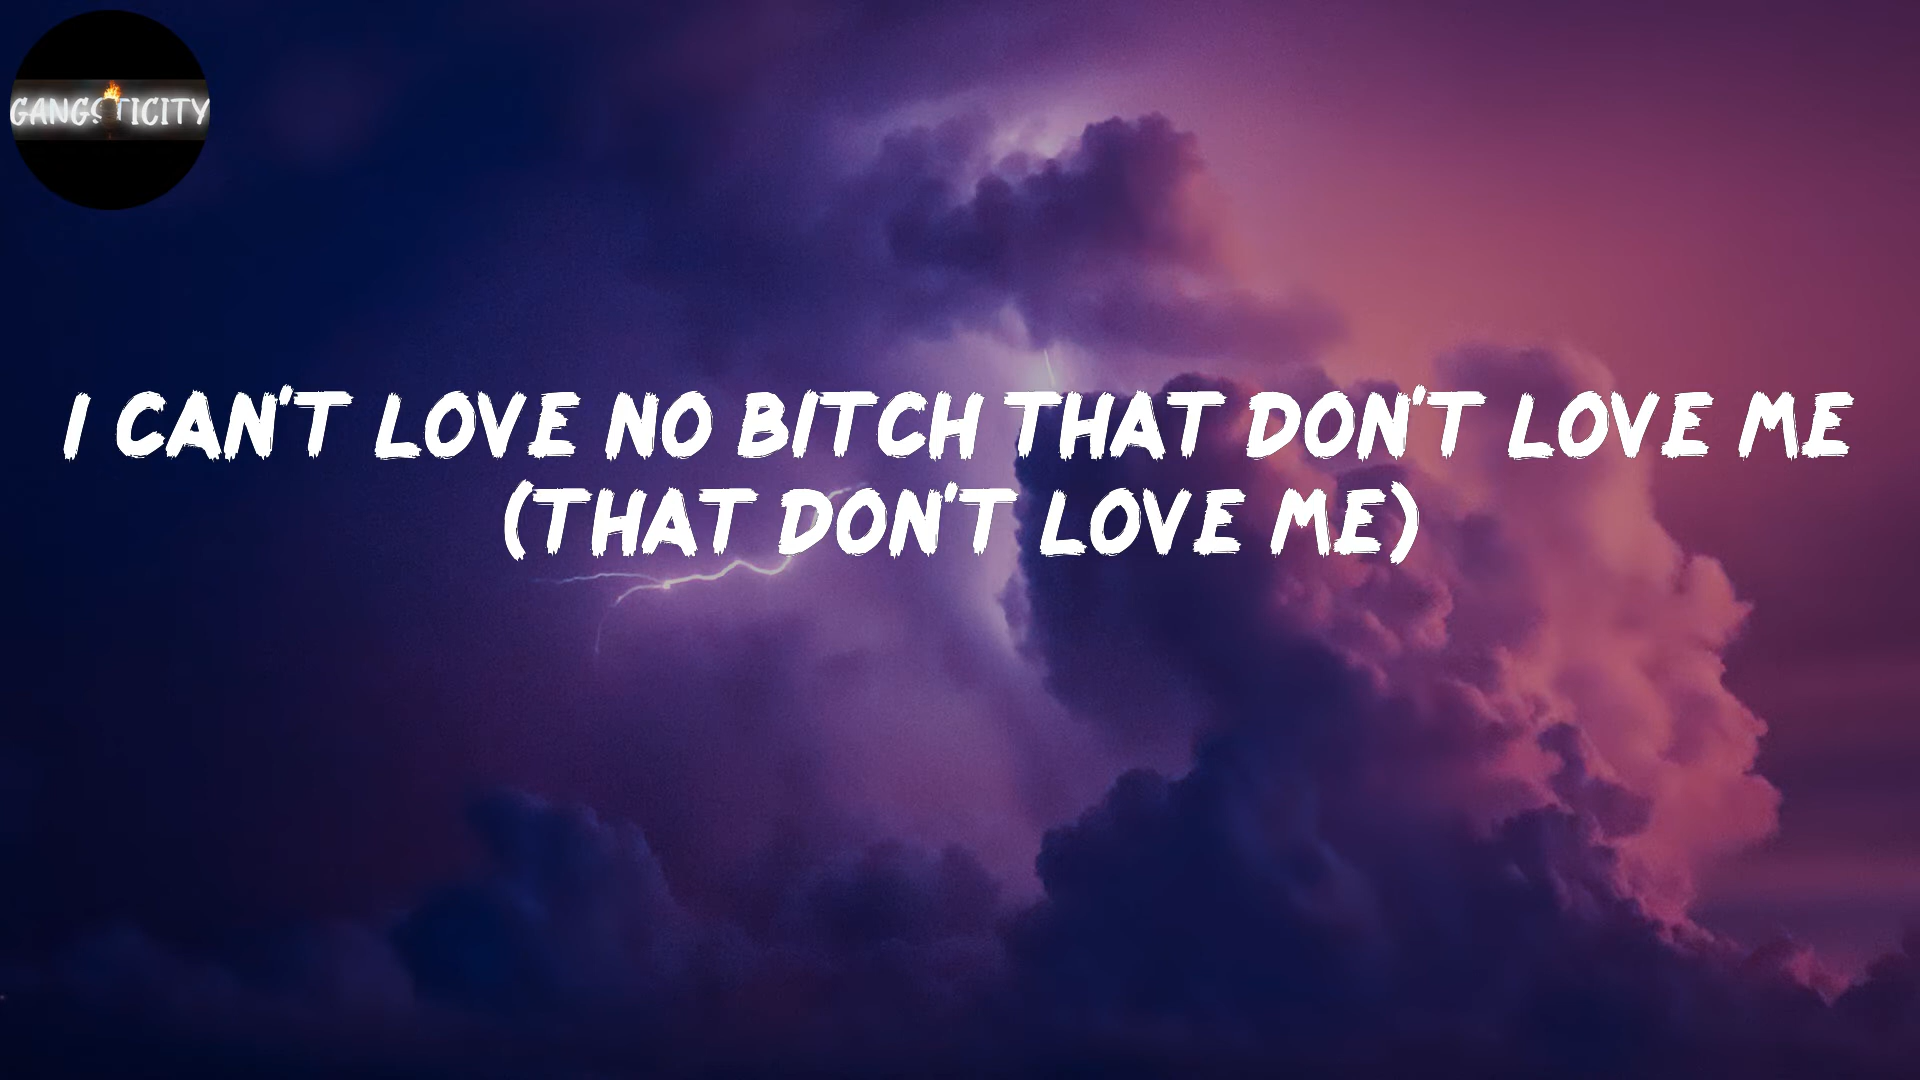 GANGSTICITY
I CAN'T LOVE NO BITCH THAT DON'T LOVE ME
(THAT DON'T LOVE ME)